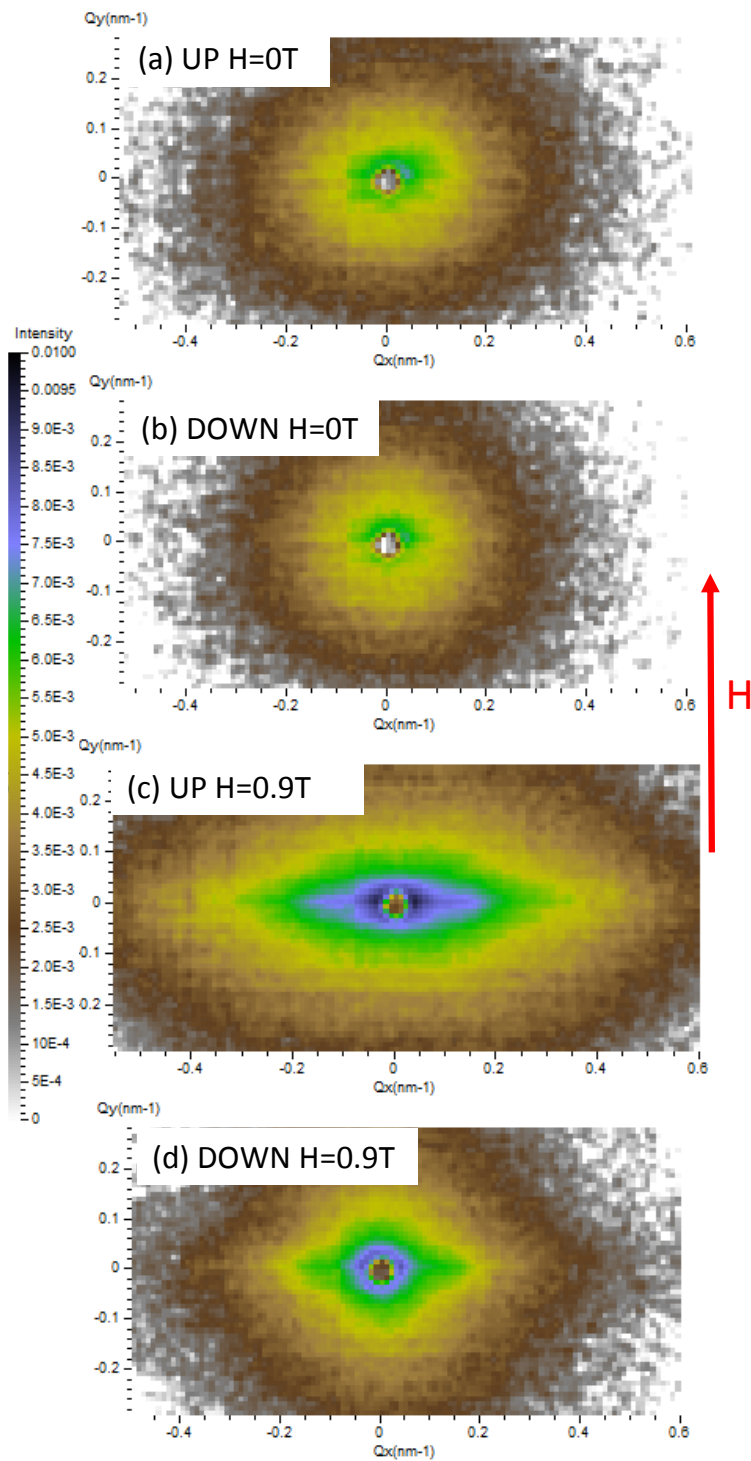 Qy(nm-1)
(a) UP H=0T
0.2
0.1
0
-0.1
-0.2
-0.4
-0.2
0
0.2
0.4
0.6
Qx(nm-1)
Intensity
0.0100
0.0095
9.0E-3
8.5E-3
8.0E-3
7.5E-3
7.0E-3
6.5E-3
6.0E-3
5.5E-3
5.0E-3
4.5E-3
4.0E-3
3.5E-3
3.0E-3
2.5E-3
2.0E-3
1.5E-3
10E-4
5E-4
0
Qy(nm-1)
(b) DOWN H=0T
0.2
0.1
0
-0.1
-0.2
-0.4
-0.2
0
0.2
0.4
0.6
Qx(nm-1)
H
Qy(nm-1)
(c) UP H=0.9T
0.2
0.1
0
-0.1
0.2
-0.4
-0.2
0
0.2
0.4
0.6
Qx(nm-1)
Qy(nm-1)
(d) DOWN H=0.9T
0.2
0.1
0
-0.1
-0.2
-0.4
-0.2
0
0.2
0.4
0.6
Qx(nm-1)